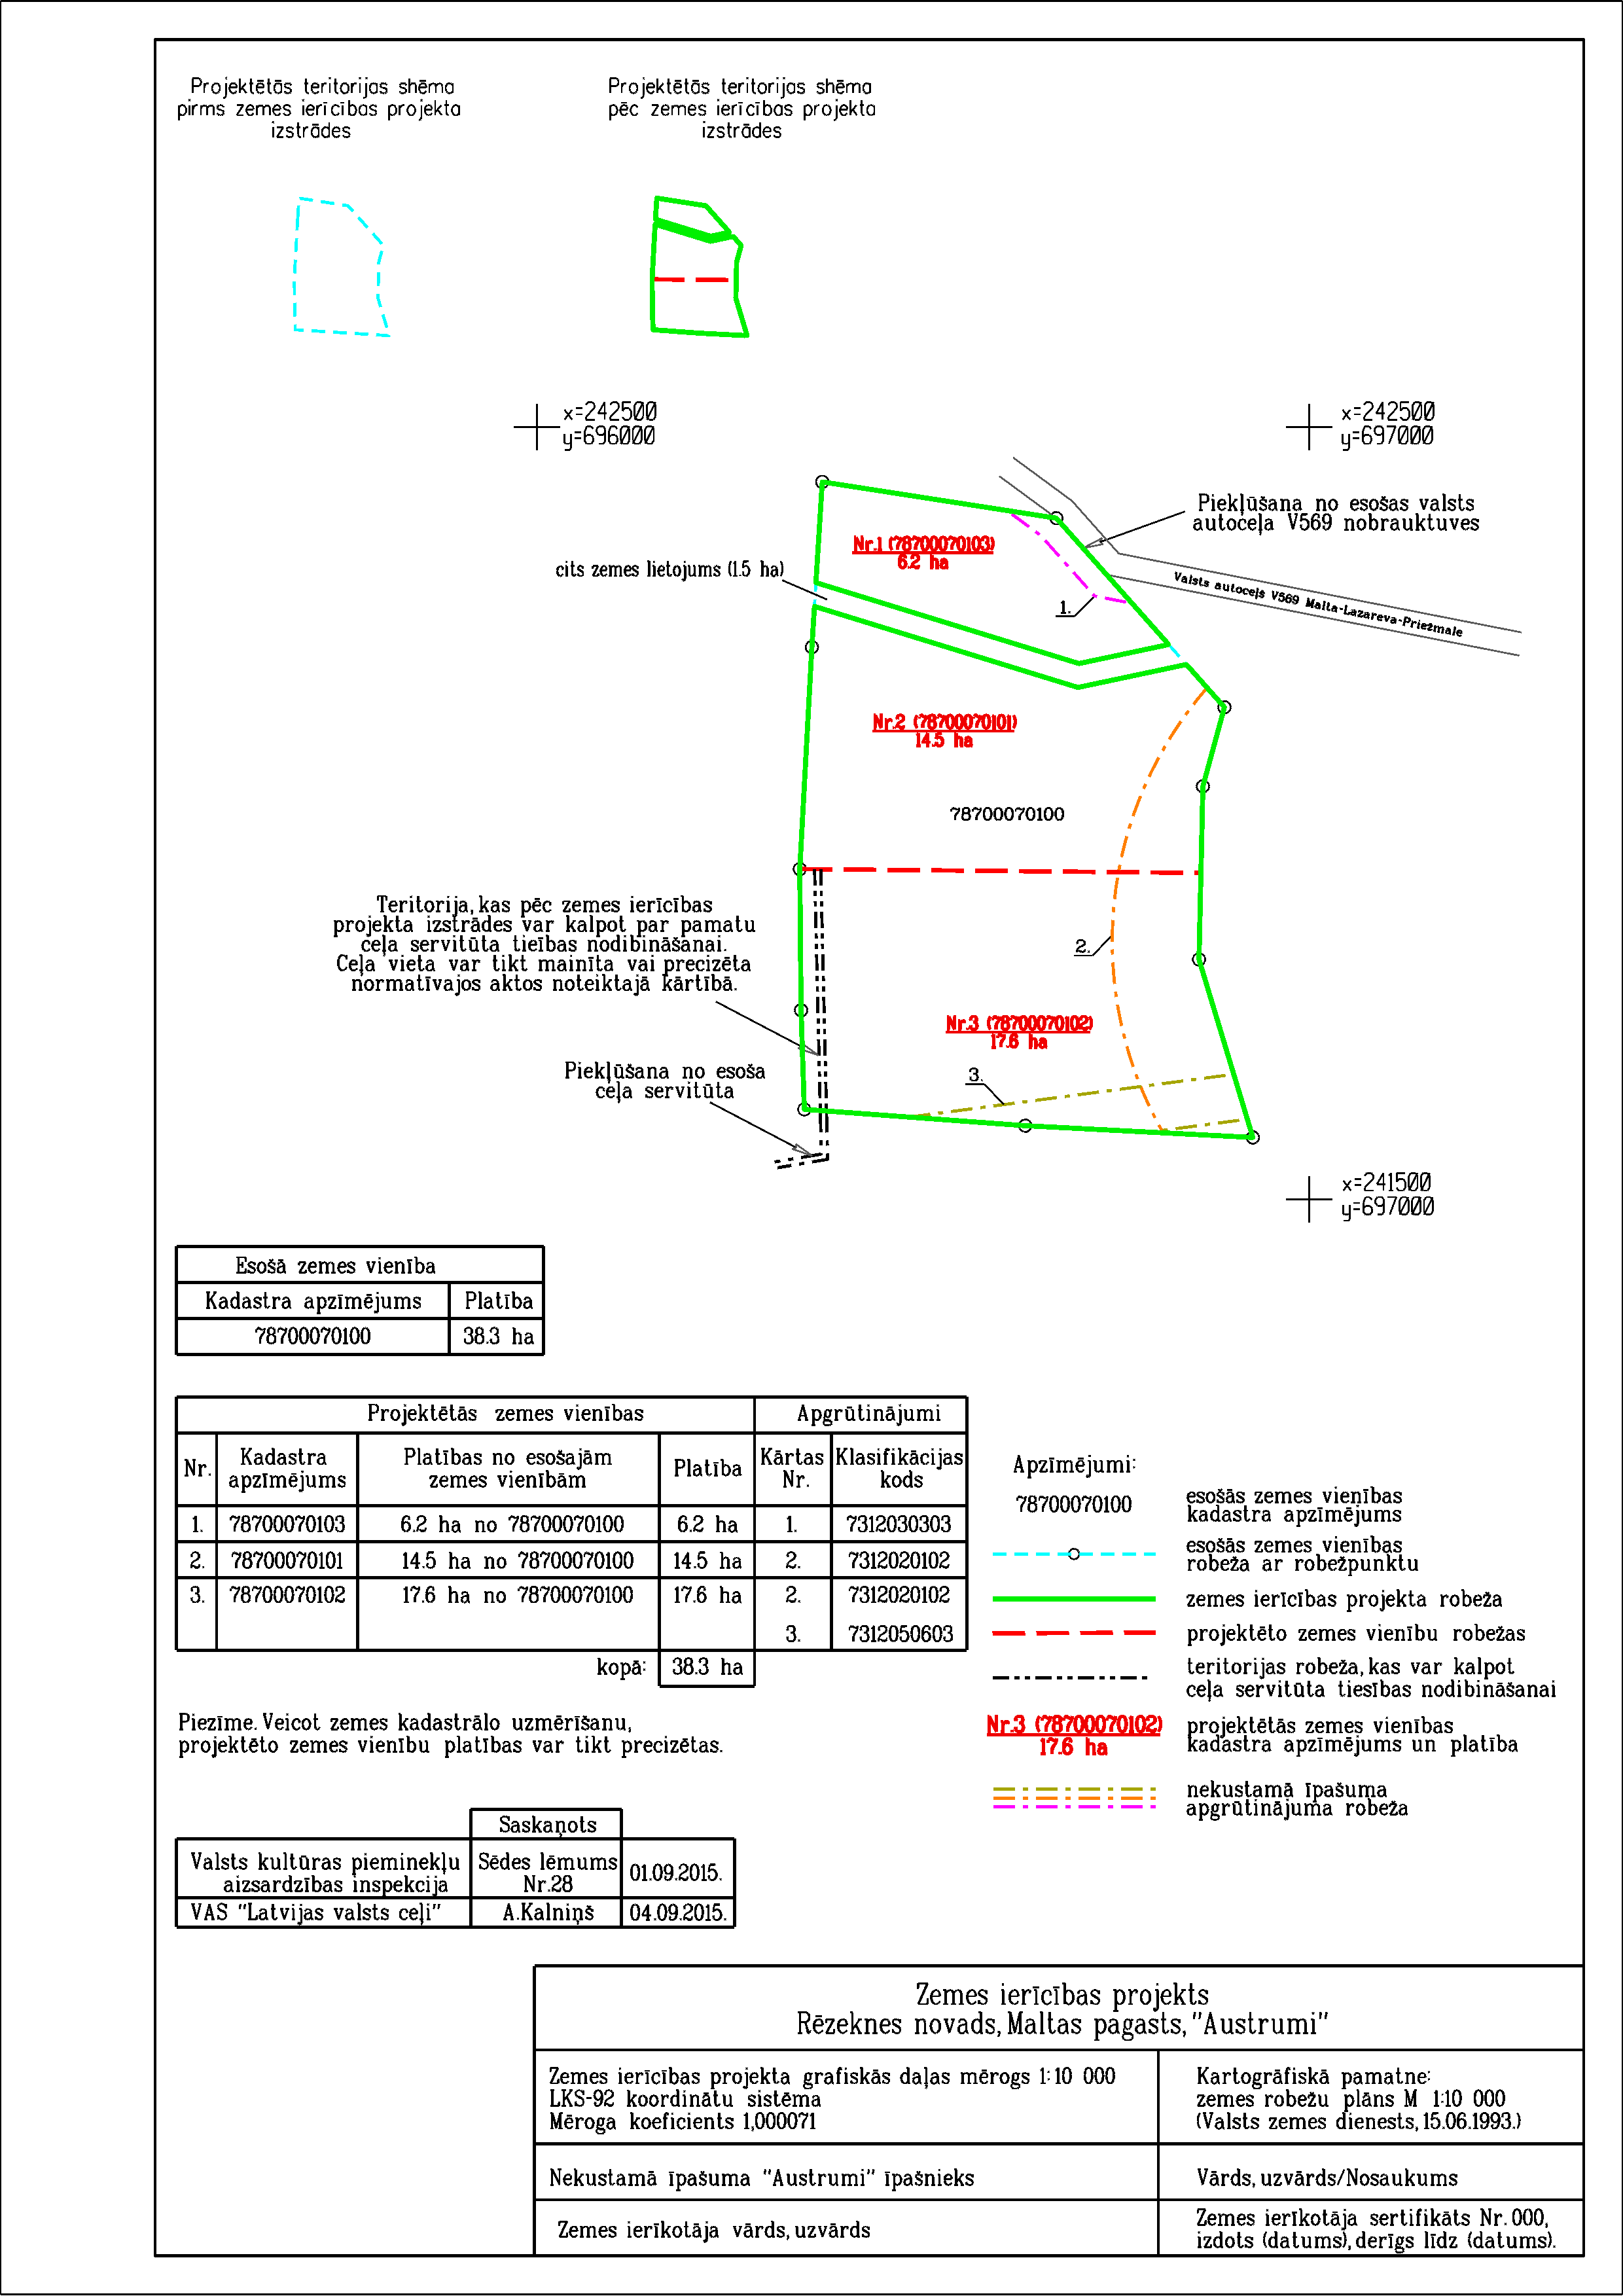 Projektētās teritorijas shēma
pirms zemes ierīcības projekta
izstrādes
Projektētās teritorijas shēma
pēc zemes ierīcības projekta
izstrādes
x=242500
y=696000
x=242500
y=697000
Piekļūšana no esošas valsts
autoceļa V569 nobrauktuves
Nr.1 (78700070103)
6.2 ha
cits zemes lietojums (1.5 ha)
1.
Valsts autoceļš V569 Malta-Lazareva-Priežmale
Nr.2 (78700070101)
14.5 ha
78700070100
Teritorija, kas pēc zemes ierīcības
projekta izstrādes var kalpot par pamatu
ceļa servitūta tieības nodibināšanai.
Ceļa vieta var tikt mainīta vai precizēta
normatīvajos aktos noteiktajā kārtībā.
2.
Nr.3 (78700070102)
17.6 ha
Piekļūšana no esoša
ceļa servitūta
3.
x=241500
y=697000
Esošā zemes vienība
Kadastra apzīmējums Platība
78700070100 38.3 ha
Projektētās zemes vienības Apgrūtinājumi
Nr. Kadastra apzīmējums Platības no esošajām zemes vienībām Platība Kārtas Nr. Klasifikācijas kods
1. 78700070103 6.2 ha no 78700070100 6.2 ha 1. 7312030303
2. 78700070101 14.5 ha no 78700070100 14.5 ha 2. 7312020102
3. 78700070102 17.6 ha no 78700070100 17.6 ha 2. 7312020102
3. 7312050603
kopā: 38.3 ha
Piezīme. Veicot zemes kadastrālo uzmērīšanu,
projektēto zemes vienību platības var tikt precizētas.
Apzīmējumi:
78700070100 esošās zemes vienības
kadastra apzīmējums
esošās zemes vienības
robeža ar robežpunktu
zemes ierīcības projekta robeža
projektēto zemes vienību robežas
teritorijas robeža, kas var kalpot
ceļa servitūta tiesības nodibināšanai
Nr.3 (78700070102) projektētās zemes vienības
17.6 ha kadastra apzīmējums un platība
nekustamā īpašuma
apgrūtinājuma robeža
Saskaņots
Valsts kultūras pieminekļu Sēdes lēmums 01.09.2015.
aizsardzības inspekcija Nr.28
VAS "Latvijas valsts ceļi" A.Kalniņš 04.09.2015.
Zemes ierīcības projekts
Rēzeknes novads, Maltas pagasts, "Austrumi"
Zemes ierīcības projekta grafiskās daļas mērogs 1:10 000
LKS-92 koordinātu sistēma
Mēroga koeficients 1,000071
Kartogrāfiskā pamatne:
zemes robežu plāns M 1:10 000
(Valsts zemes dienests, 15.06.1993.)
Nekustamā īpašuma "Austrumi" īpašnieks
Vārds, uzvārds/Nosaukums
Zemes ierīkotāja vārds, uzvārds
Zemes ierīkotāja sertifikāts Nr. 000,
izdots (datums), derīgs līdz (datums).